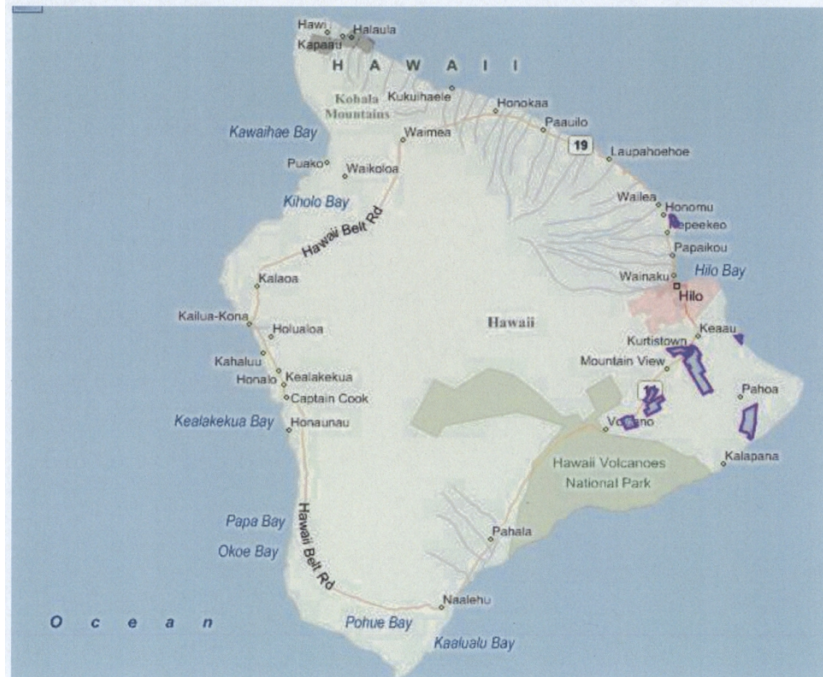 Hawi
Halaula
Kapaau
H A W A I I
Kohala
Mountains
Kukuihaele
Honokaa
Paauilo
Kawaihae Bay
Waimea
19
Laupahoehoe
Puako
Waikoloa
Kiholo Bay
Wailea
Honomu
Hawaii Belt Rd
Papaikou
Wainaku
Hilo Bay
Kalaoa
Hilo
Kailua-Kona
Hawaii
Holualoa
Keaau
Kurtistown
Kahaluu
Mountain View
Honalo
Kealakekua
Captain Cook
Pahoa
Kealakekua Bay
Honaunau
Kalapana
Hawaii Volcanoes
National Park
Papa Bay
Hawaii Belt Rd
Okoe Bay
Pahala
Naalehu
O c e a n
Pohue Bay
Kaalualu Bay